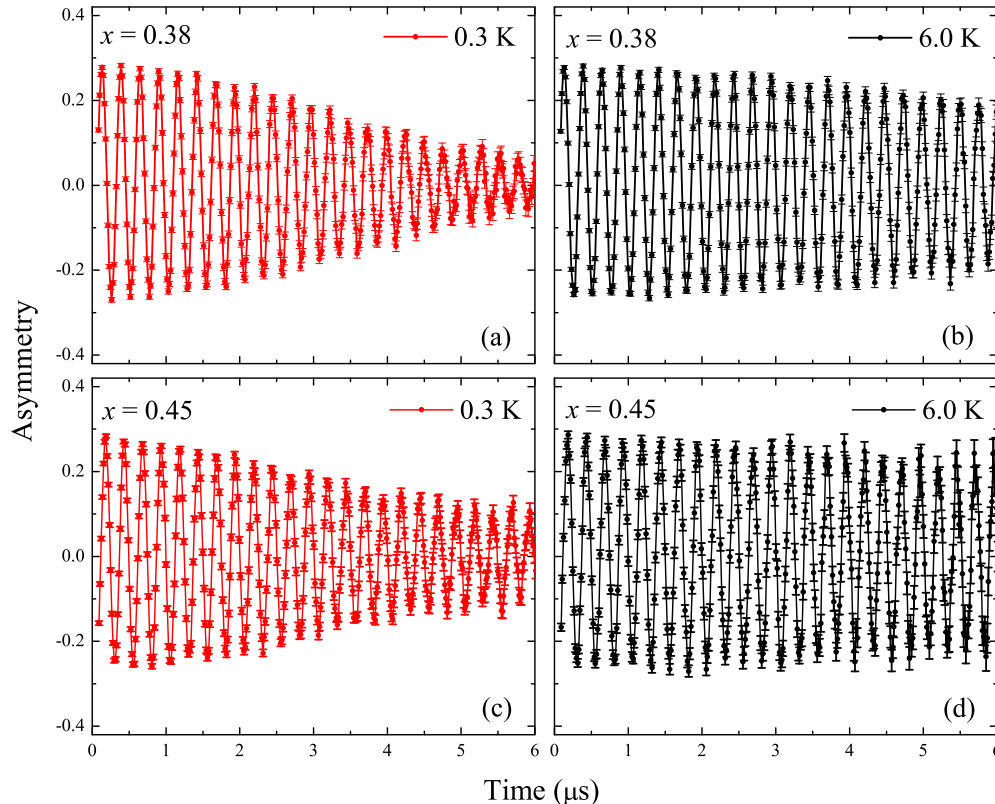 0.4
x = 0.38
0.3 K
0.2
0.0
-0.2
-0.4
(a)
x = 0.38
6.0 K
(b)
Asymmetry
0.4
x = 0.45
0.3 K
0.2
0.0
-0.2
-0.4
(c)
0 1 2 3 4 5 6
x = 0.45
6.0 K
(d)
0 1 2 3 4 5 6
Time (μs)